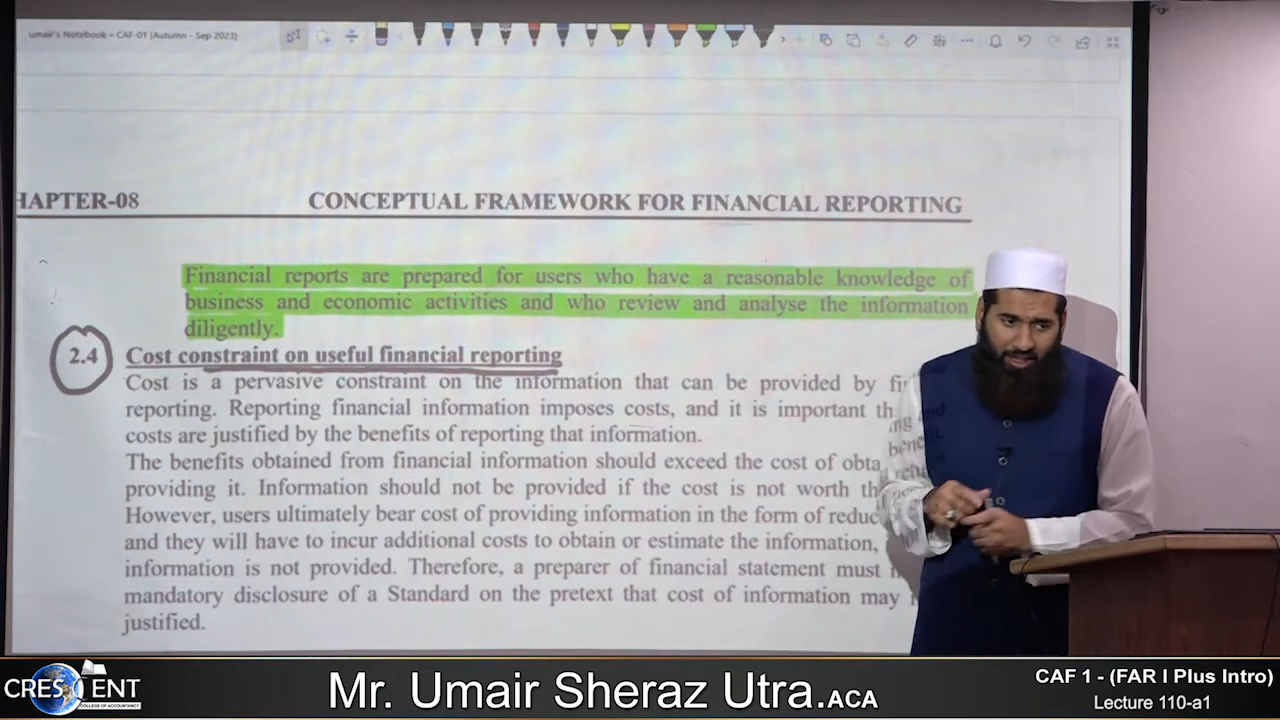 umair's Notebook – CAF-01 (Autumn - Sep 2023)
HAPTER-08 CONCEPTUAL FRAMEWORK FOR FINANCIAL REPORTING
Financial reports are prepared for users who have a reasonable knowledge of
business and economic activities and who review and analyse the information
diligently.
2.4 Cost constraint on useful financial reporting
Cost is a pervasive constraint on the information that can be provided by
reporting. Reporting financial information imposes costs, and it is important
costs are justified by the benefits of reporting that information.
The benefits obtained from financial information should exceed the cost of
providing it. Information should not be provided if the cost is not worth
However, users ultimately bear cost of providing information in the form of
and they will have to incur additional costs to obtain or estimate the information,
information is not provided. Therefore, a preparer of financial statement must
mandatory disclosure of a Standard on the pretext that cost of information may
justified.
CRESCENT
COLLEGE OF ACCOUNTANCY
Mr. Umair Sheraz Utra.ACA
CAF 1 - (FAR I Plus Intro)
Lecture 110-a1